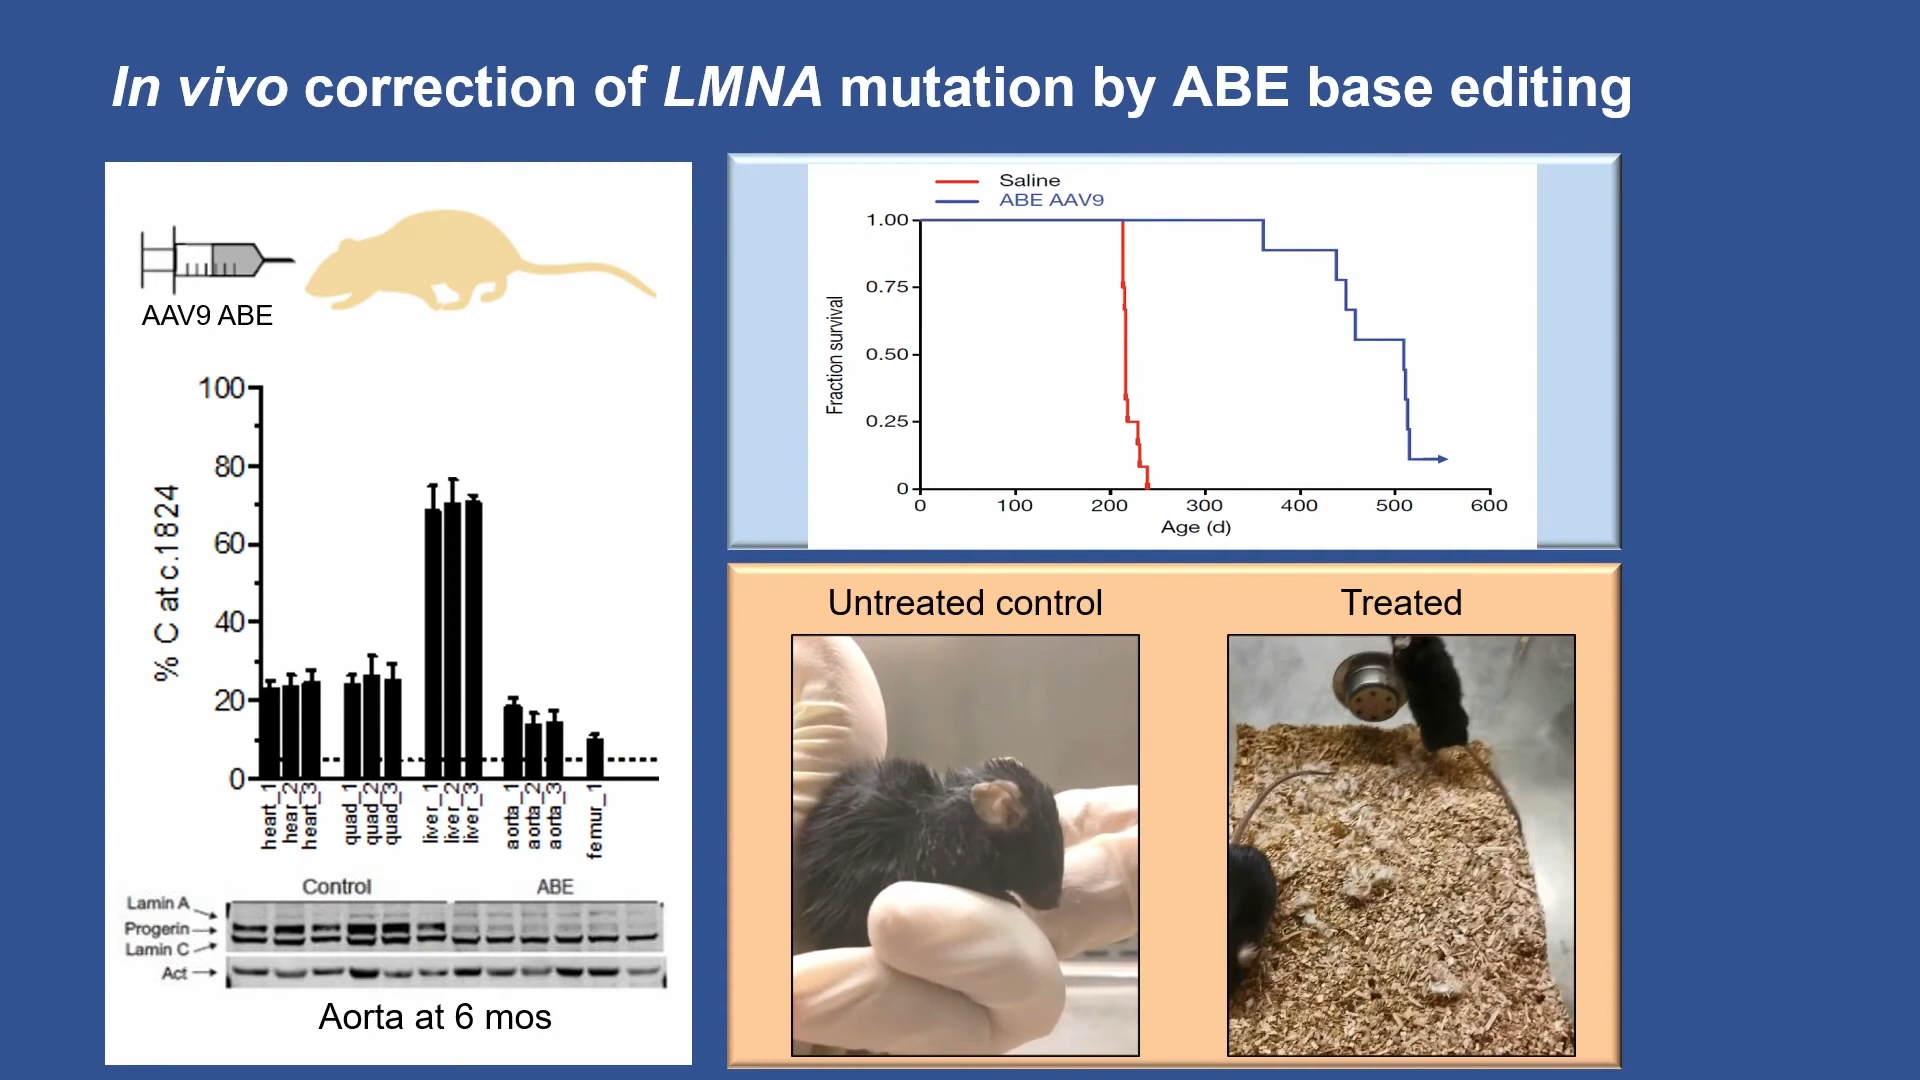 In vivo correction of LMNA mutation by ABE base editing
AAV9 ABE
100
80
60
40
20
0
% C at c.1824
heart_1
hear_2
heart_3
quad_1
quad_2
quad_3
liver_1
liver_2
liver_3
aorta_1
aorta_2
aorta_3
femur_1
Control ABE
Lamin A
Progerin
Lamin C
Act
Aorta at 6 mos
Saline
ABE AAV9
1.00
0.75
0.50
0.25
0
Fraction survival
0 100 200 300 400 500 600
Age (d)
Untreated control
Treated